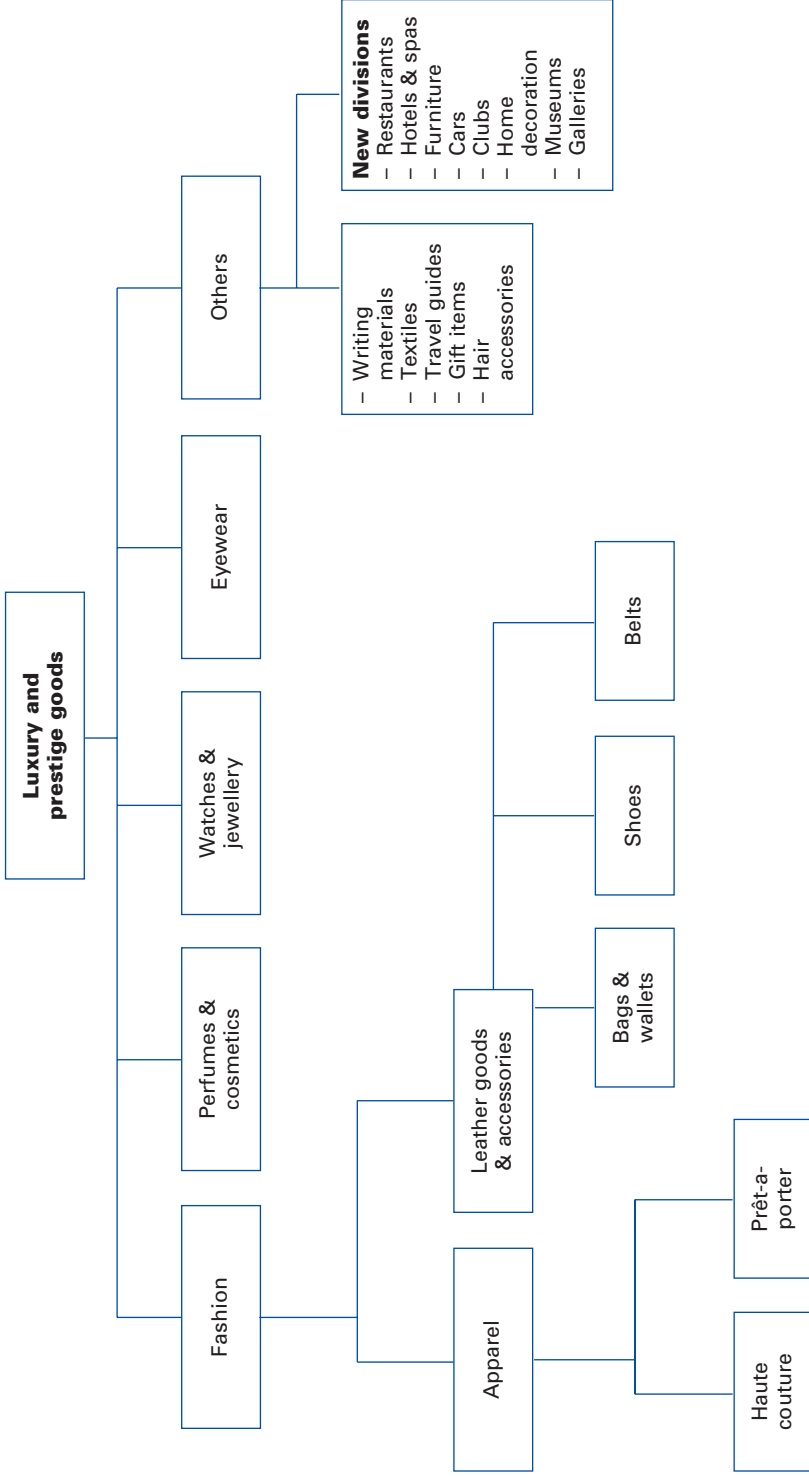 Luxury and
prestige goods
Fashion
Perfumes &
cosmetics
Watches &
jewellery
Eyewear
Others
Apparel
Leather goods
& accessories
– Writing
materials
– Textiles
– Travel guides
– Gift items
– Hair
accessories
New divisions
– Restaurants
– Hotels & spas
– Furniture
– Cars
– Clubs
– Home
decoration
– Museums
– Galleries
Haute
couture
Prêt-a-
porter
Bags &
wallets
Shoes
Belts